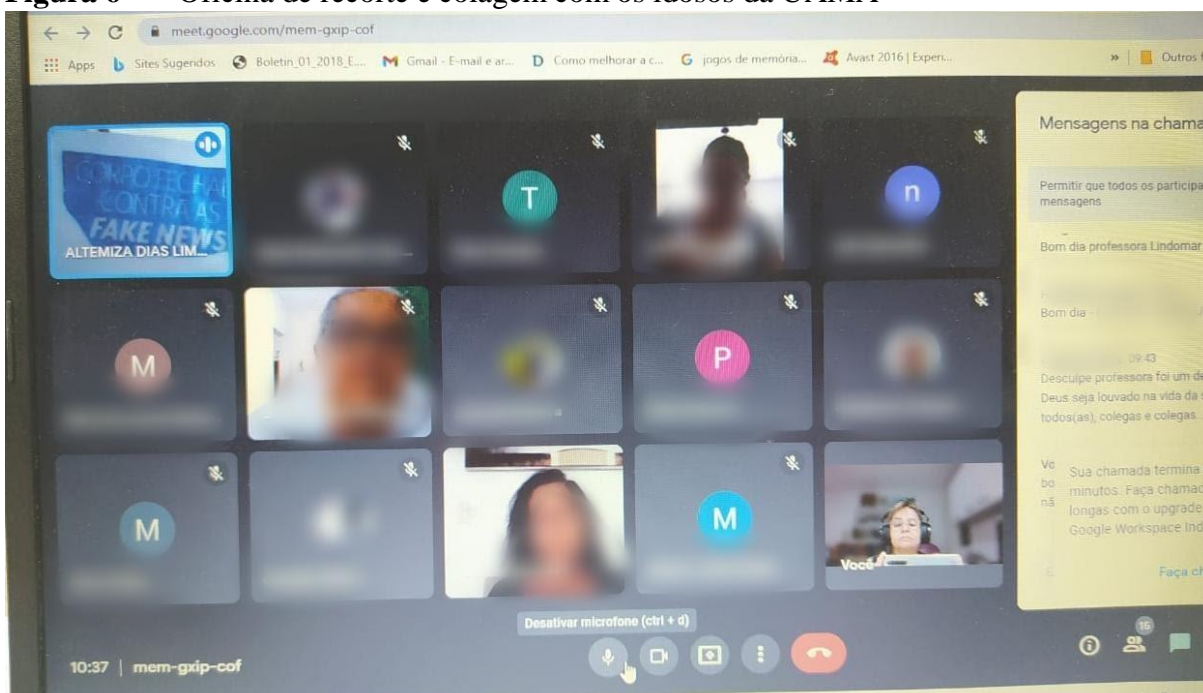 Figura 6 – Oficina de recorte e colagem com os idosos da UAMA
meet.google.com/mem-gxip-cof
Apps Sites Sugeridos Boletin_01_2018_E... Gmail - E-mail e ar... Como melhorar a c... jogos de memória... Avast 2016 | Experi... » Outros f
CORPO FECHA
CONTRA AS
FAKE NEWS
ALTEMIZA DIAS LIM...
T
n
M
P
M
M
Você
Mensagens na chama
Permitir que todos os participa
mensagens
Bom dia professora Lindomar
Bom dia
09:43
Desculpe professora foi um de
Deus seja louvado na vida da
todos(as), colegas e colegas.
Vo
bo
nã
Sua chamada termina
minutos. Faça chamad
longas com o upgrade
Google Workspace Ind
Faça ch
Desativar microfone (ctrl + d)
10:37 | mem-gxip-cof
15